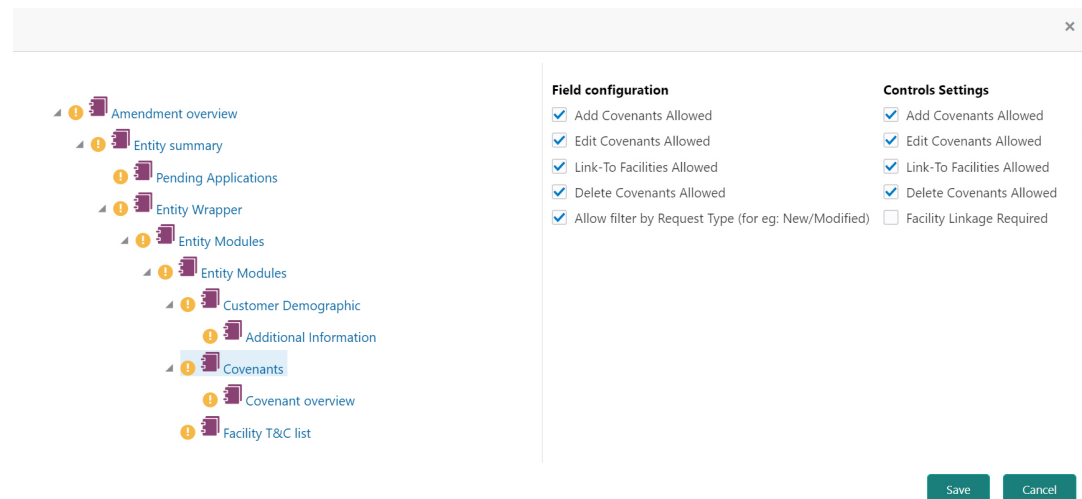 ×
Amendment overview
Entity summary
Pending Applications
Entity Wrapper
Entity Modules
Entity Modules
Customer Demographic
Additional Information
Covenants
Covenant overview
Facility T&C list
Field configuration
Add Covenants Allowed
Edit Covenants Allowed
Link-To Facilities Allowed
Delete Covenants Allowed
Allow filter by Request Type (for eg: New/Modified)
Controls Settings
Add Covenants Allowed
Edit Covenants Allowed
Link-To Facilities Allowed
Delete Covenants Allowed
Facility Linkage Required
Save
Cancel